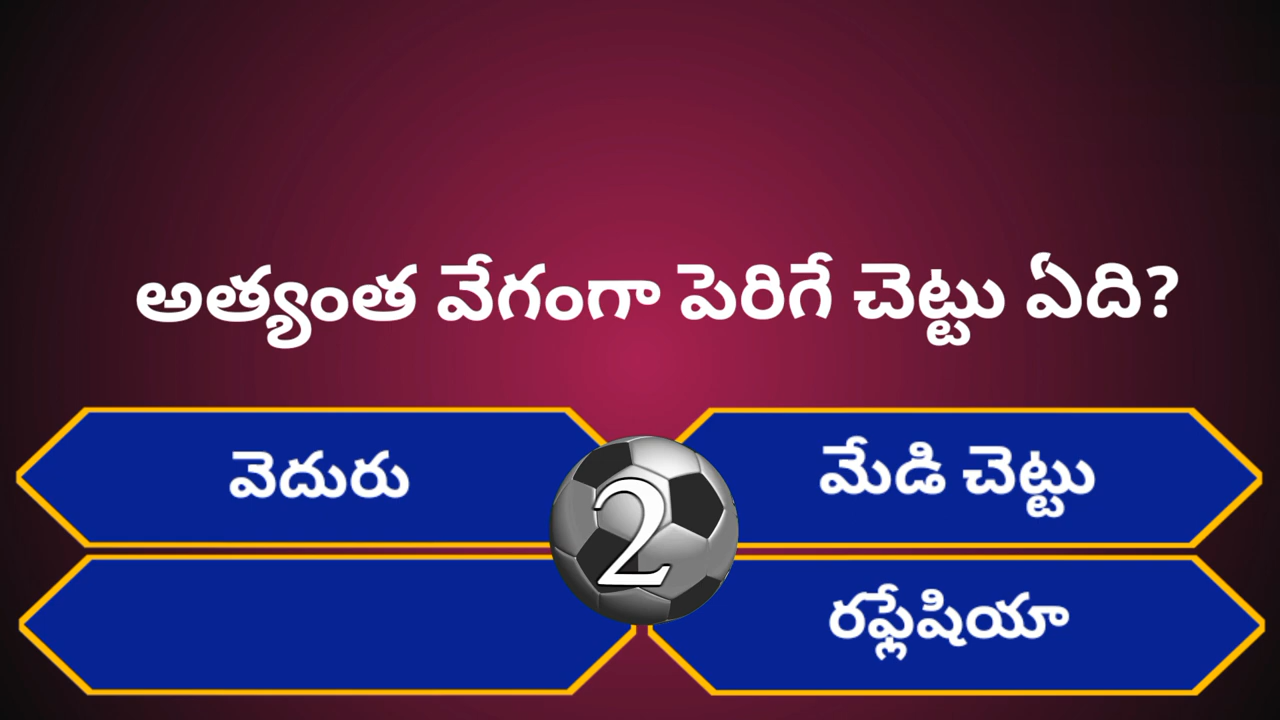 అత్యంత వేగంగా పెరిగే చెట్టు ఏది?
వెదురు
మేడి చెట్టు
2
రఫ్లేషియా